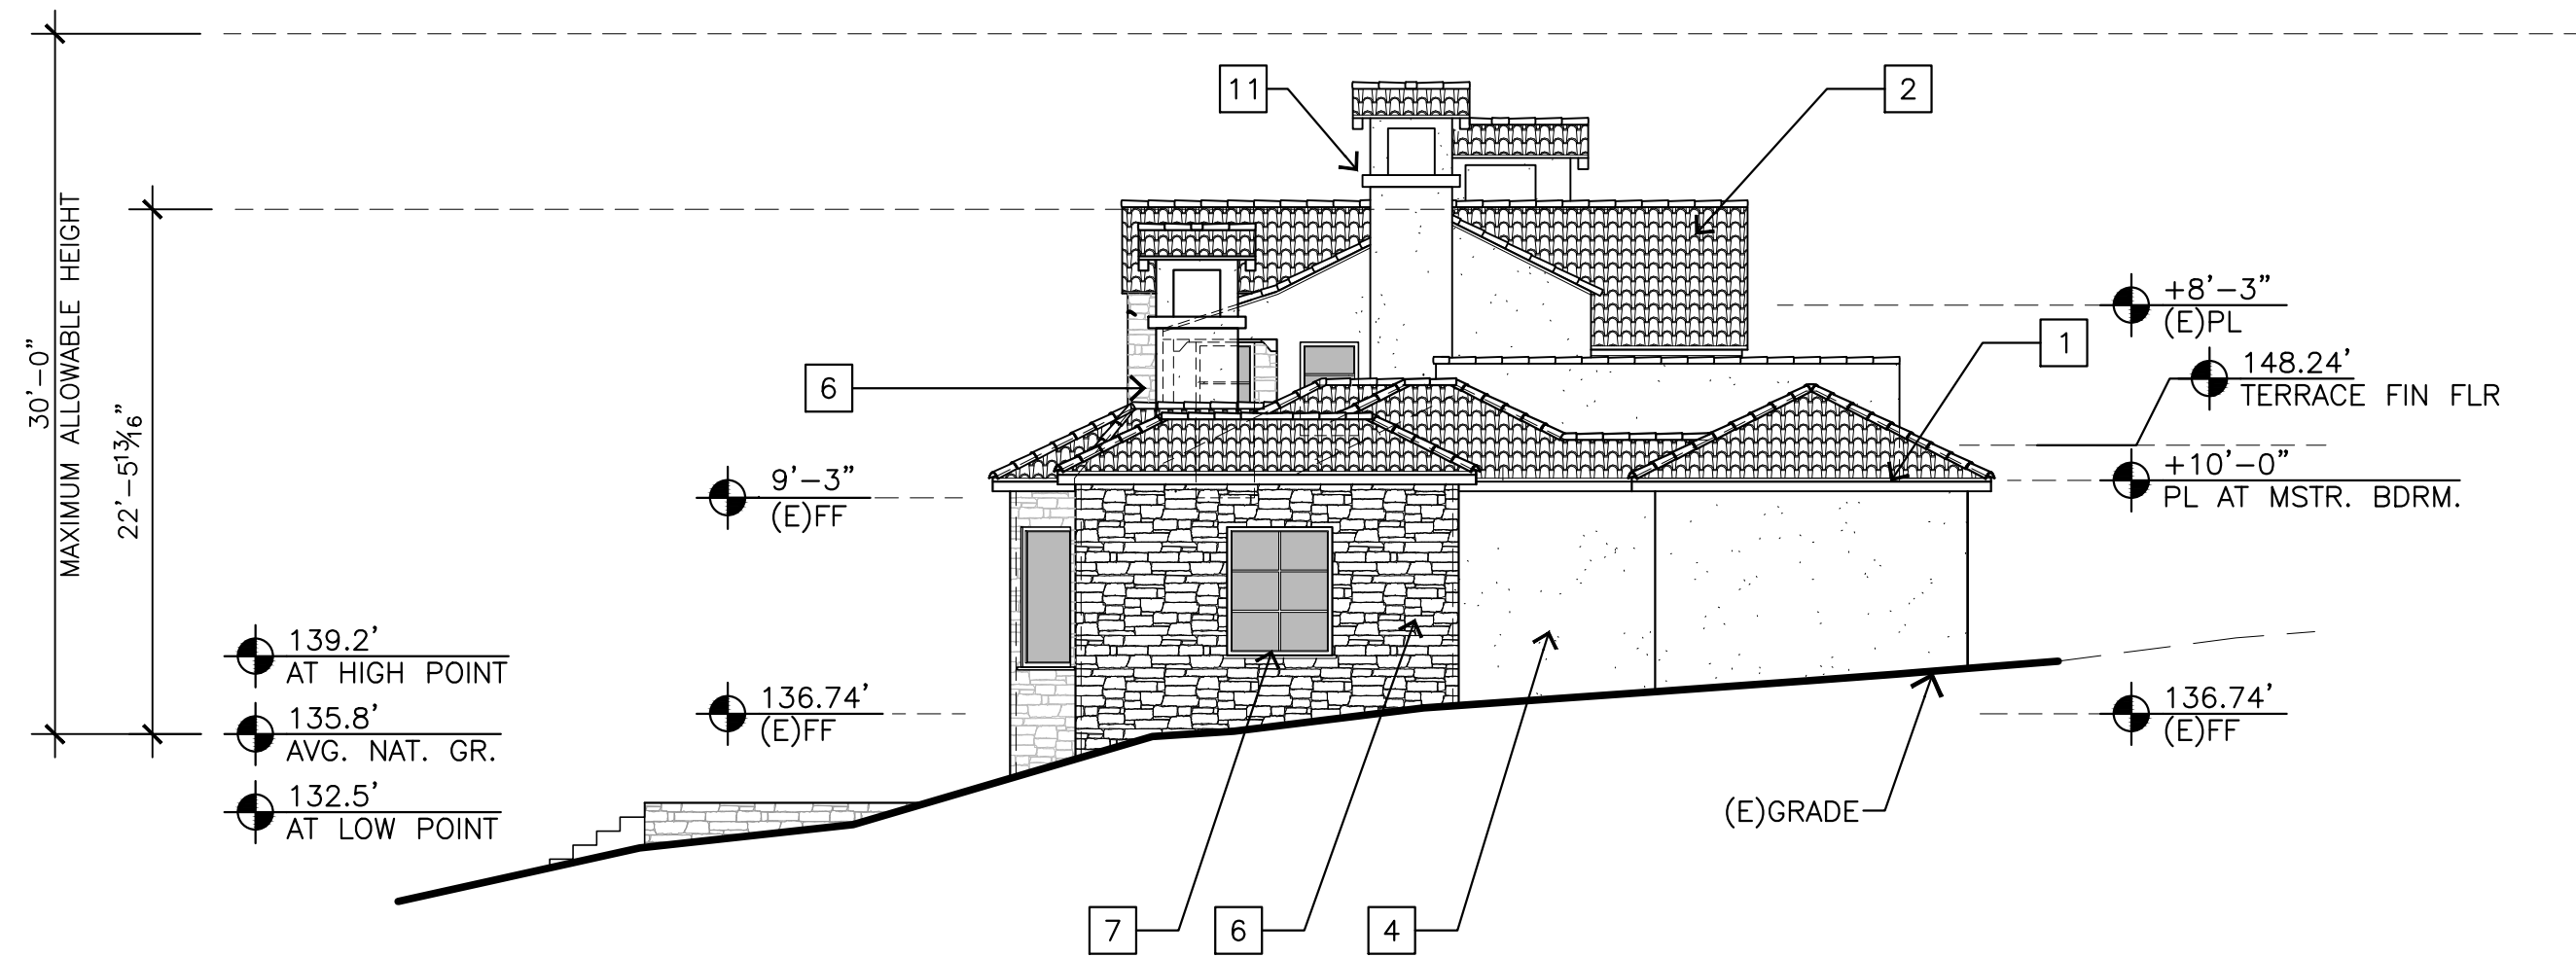 11
2
30'-0"
MAXIMUM ALLOWABLE HEIGHT
22'-5 13/16"
+8'-3"
(E)PL
1
148.24'
TERRACE FIN FLR
6
9'-3"
(E)FF
+10'-0"
PL AT MSTR. BDRM.
139.2'
AT HIGH POINT
135.8'
AVG. NAT. GR.
132.5'
AT LOW POINT
136.74'
(E)FF
136.74'
(E)FF
(E)GRADE
7
6
4